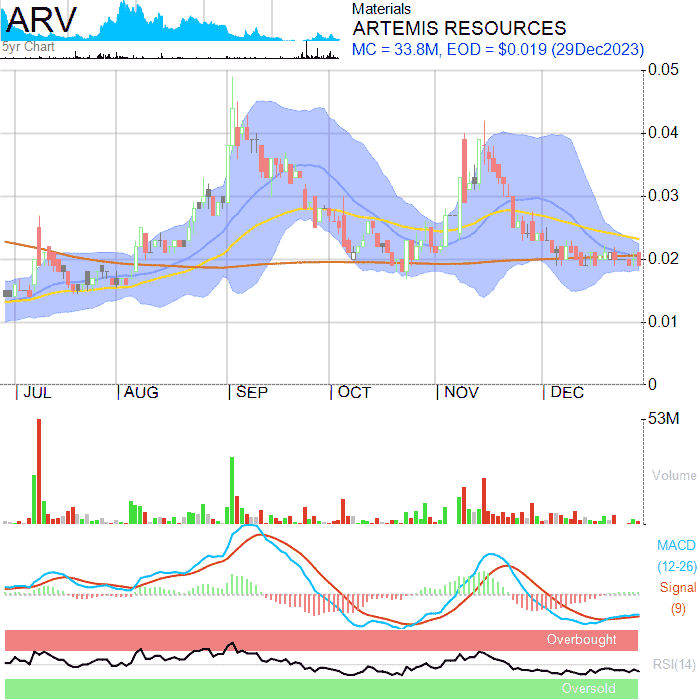 ARV
5yr Chart
Materials
ARTEMIS RESOURCES
MC = 33.8M, EOD = $0.019 (29Dec2023)
0.05
0.04
0.03
0.02
0.01
0
JUL AUG SEP OCT NOV DEC
53M
Volume
MACD
(12-26)
Signal
(9)
Overbought
RSI(14)
Oversold